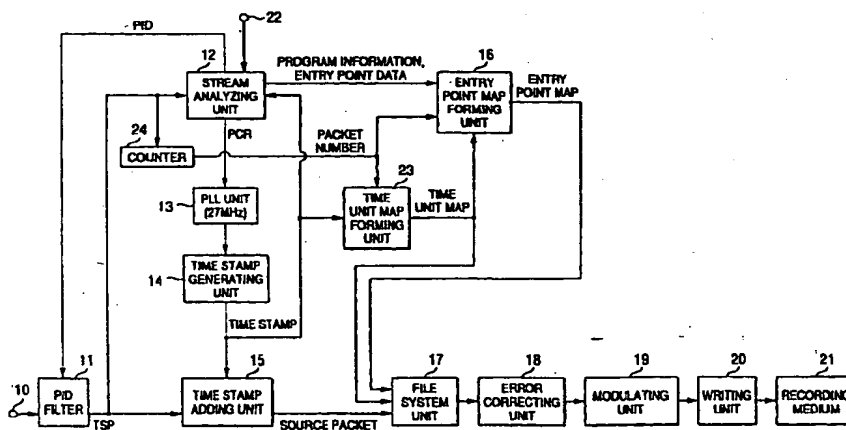 22
PID
12
STREAM
ANALYZING
UNIT
PROGRAM INFORMATION,
ENTRY POINT DATA
16
ENTRY
POINT MAP
FORMING
UNIT
ENTRY
POINT MAP
24
COUNTER
PCR
PACKET
NUMBER
23
13
PLL UNIT
(27MHz)
TIME
UNIT MAP
FORMING
UNIT
TIME
UNIT MAP
14
TIME STAMP
GENERATING
UNIT
TIME STAMP
10
11
PID
FILTER
TSP
15
TIME STAMP
ADDING UNIT
SOURCE PACKET
17
FILE
SYSTEM
UNIT
18
ERROR
CORRECTING
UNIT
19
MODULATING
UNIT
20
WRITING
UNIT
21
RECORDING
MEDIUM